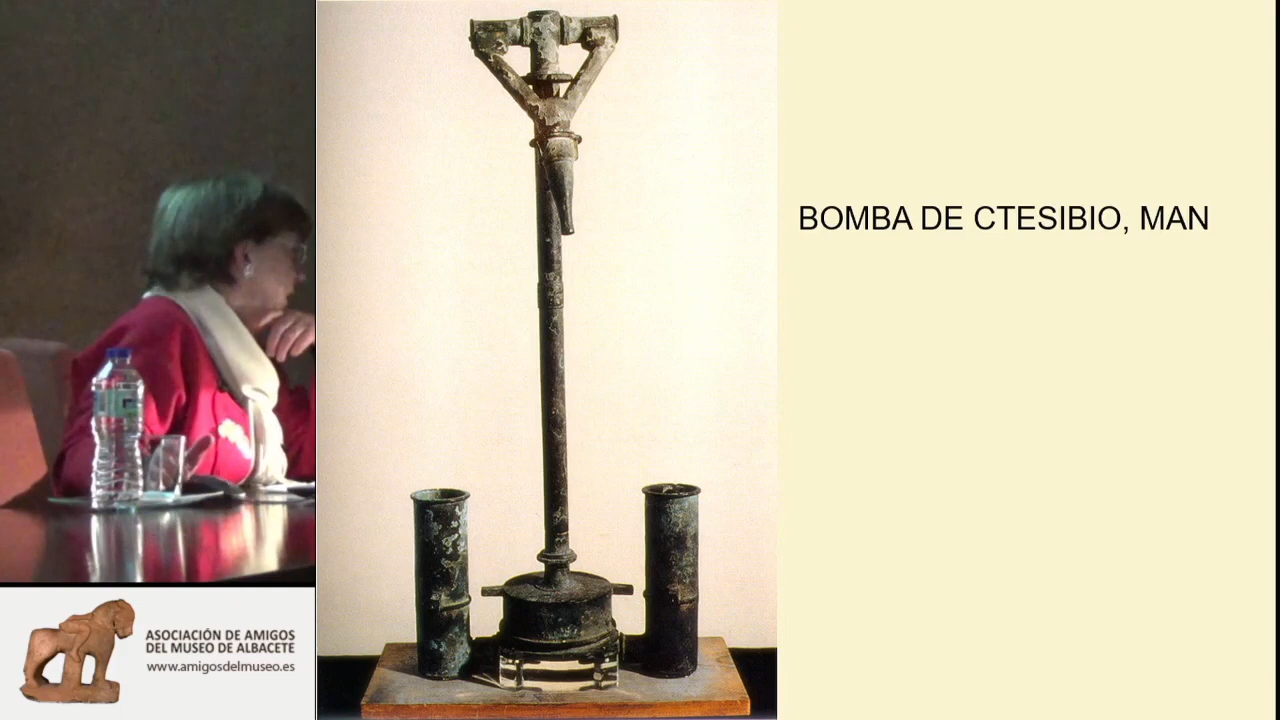 BOMBA DE CTESIBIO, MAN
ASOCIACIÓN DE AMIGOS
DEL MUSEO DE ALBACETE
www.amigosdelmuseo.es